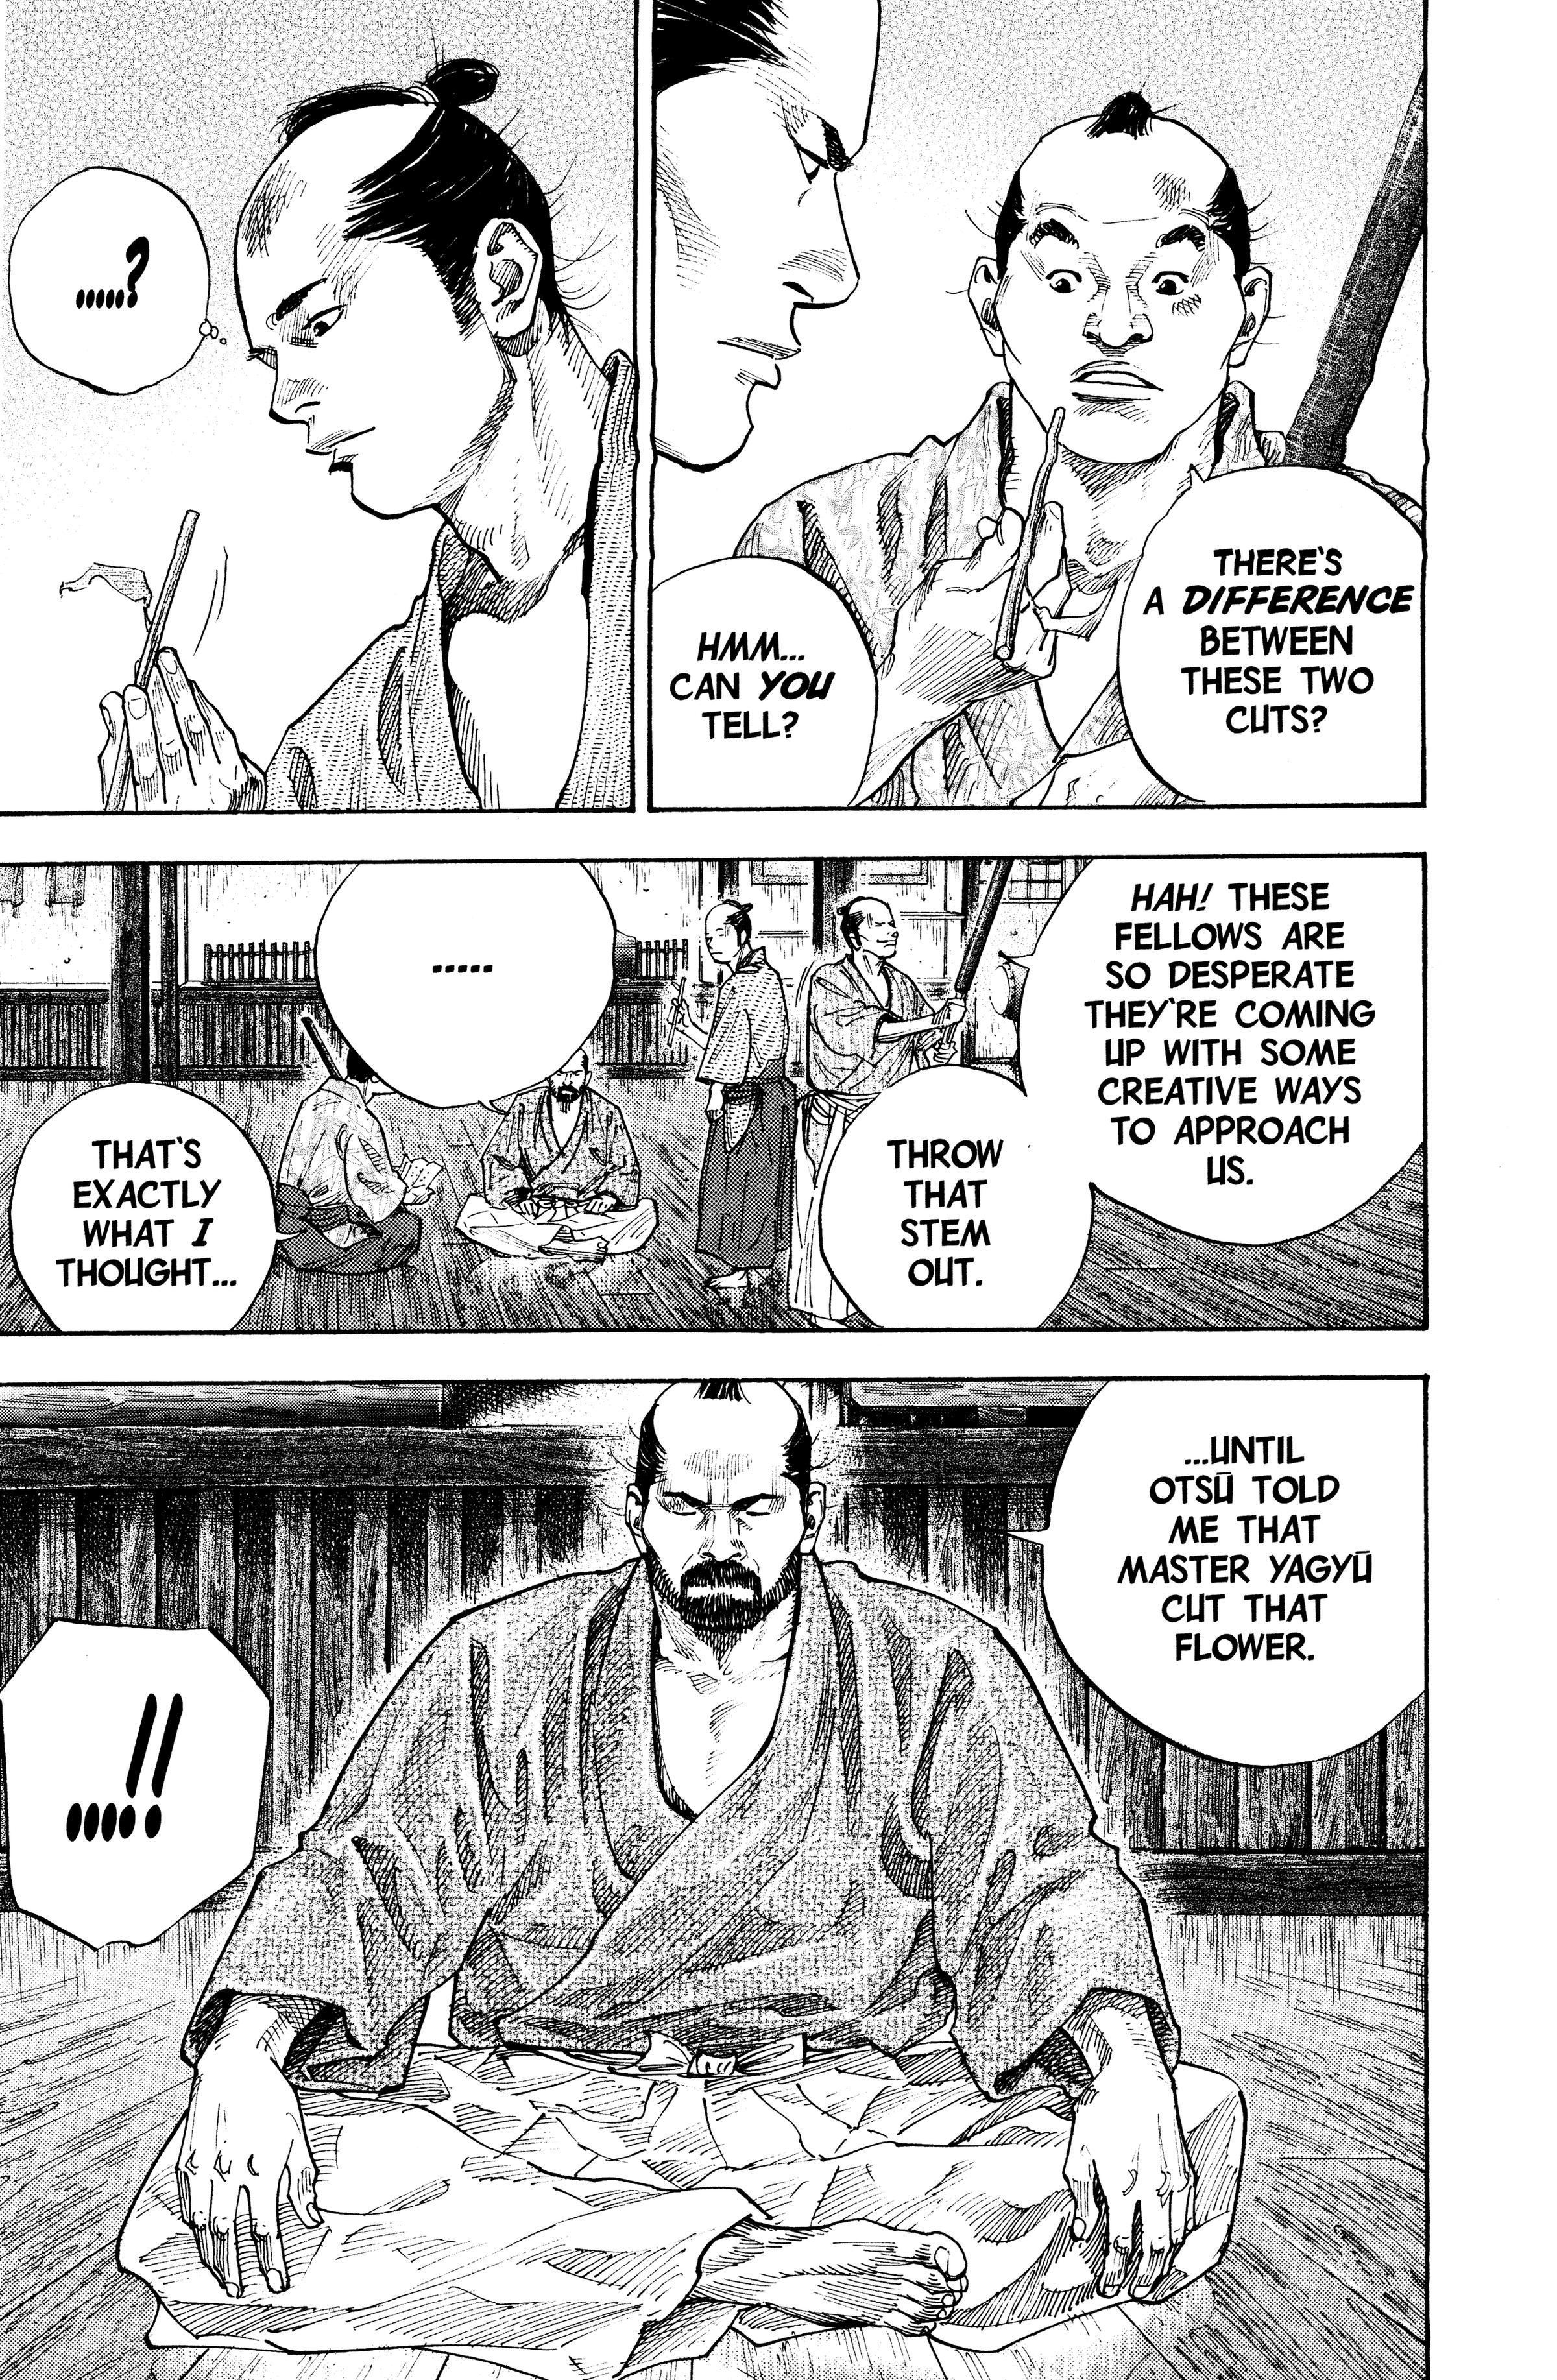 THERE'S
A DIFFERENCE
BETWEEN
THESE TWO
CUTS?
HMM...
CAN YOU
TELL?
......?
HAH! THESE
FELLOWS ARE
SO DESPERATE
THEY'RE COMING
UP WITH SOME
CREATIVE WAYS
TO APPROACH
US.
THROW
THAT
STEM
OUT.
.....
THAT'S
EXACTLY
WHAT I
THOUGHT...
...UNTIL
OTSŪ TOLD
ME THAT
MASTER YAGYŪ
CUT THAT
FLOWER.
....!!